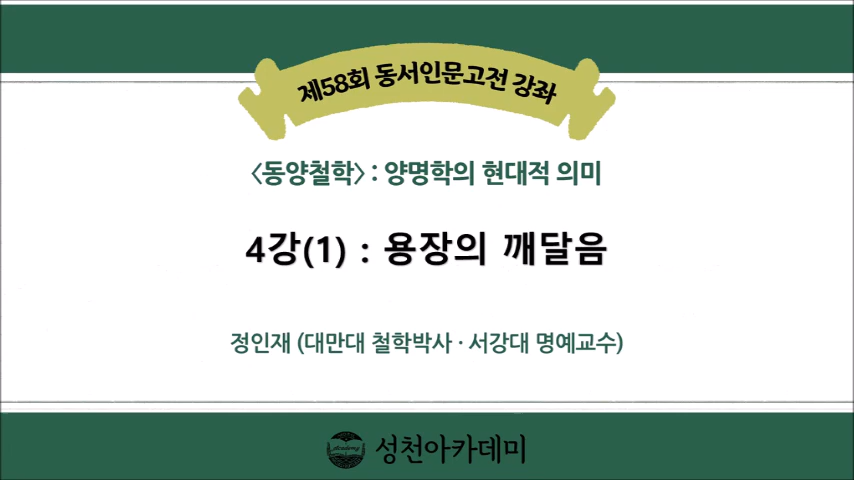 제58회 동서인문고전 강좌
〈동양철학〉 : 양명학의 현대적 의미
4강(1) : 용장의 깨달음
정인재 (대만대 철학박사 · 서강대 명예교수)
Academy
성천아카데미